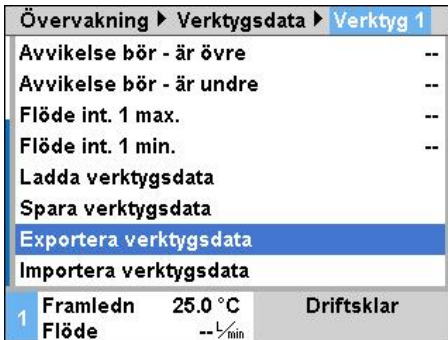 Övervakning ▶ Verktygsdata ▶ Verktyg 1
Avvikelse bör - är övre --
Avvikelse bör - är undre --
Flöde int. 1 max. --
Flöde int. 1 min. --
Ladda verktygsdata
Spara verktygsdata
Exportera verktygsdata
Importera verktygsdata
1 Framledn 25.0 °C Driftsklar
Flöde -- L/min